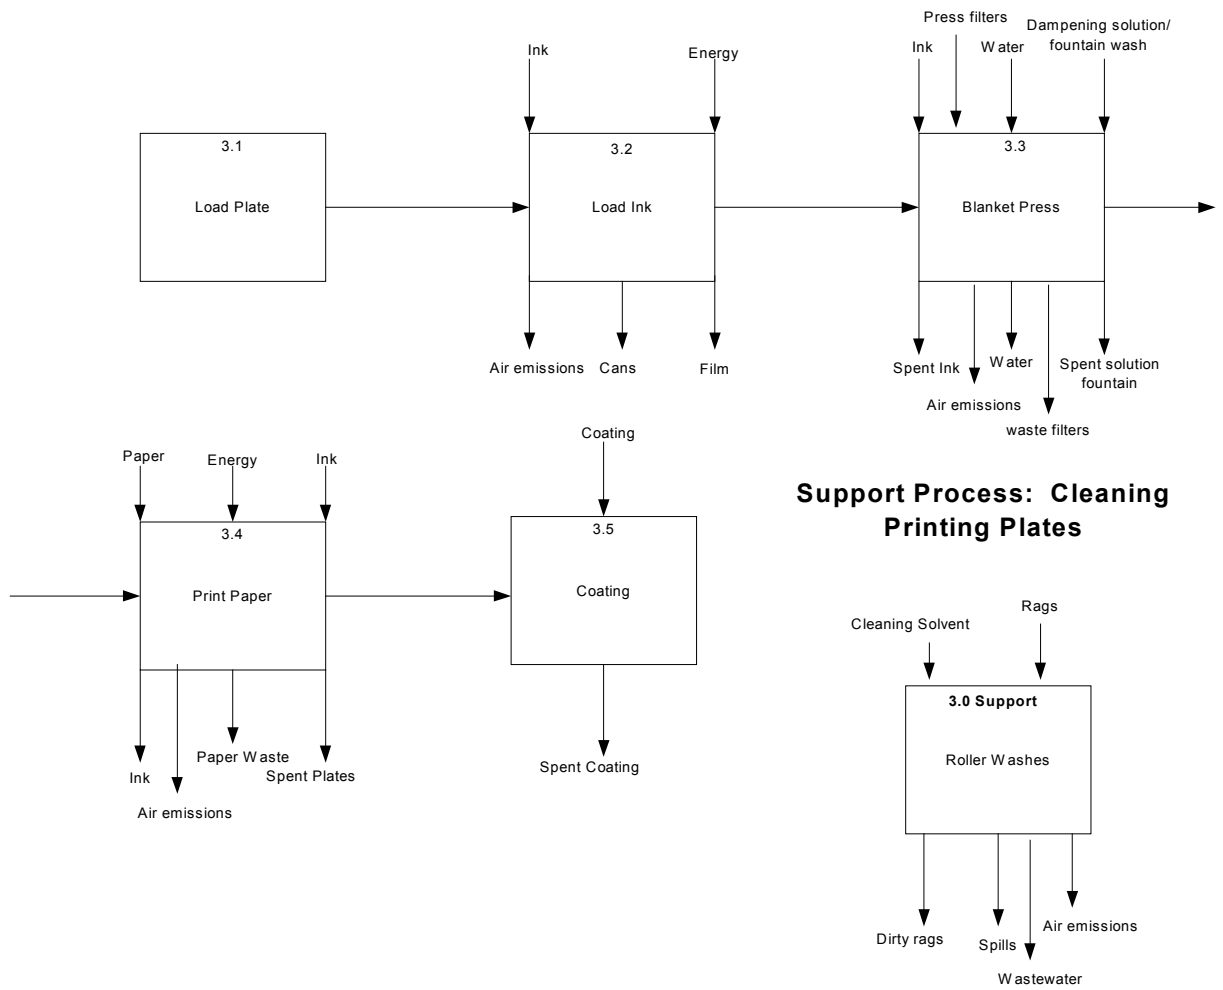 Press filters
Dampening solution/
fountain wash
Ink
Energy
Ink
Water
3.1
Load Plate
3.2
Load Ink
3.3
Blanket Press
Air emissions
Cans
Film
Spent Ink
Water
Spent solution
fountain
Air emissions
waste filters
Paper
Energy
Ink
Coating
3.4
Print Paper
3.5
Coating
Ink
Paper Waste
Spent Plates
Air emissions
Spent Coating
Support Process: Cleaning
Printing Plates
Cleaning Solvent
Rags
3.0 Support
Roller Washes
Dirty rags
Spills
Air emissions
Wastewater